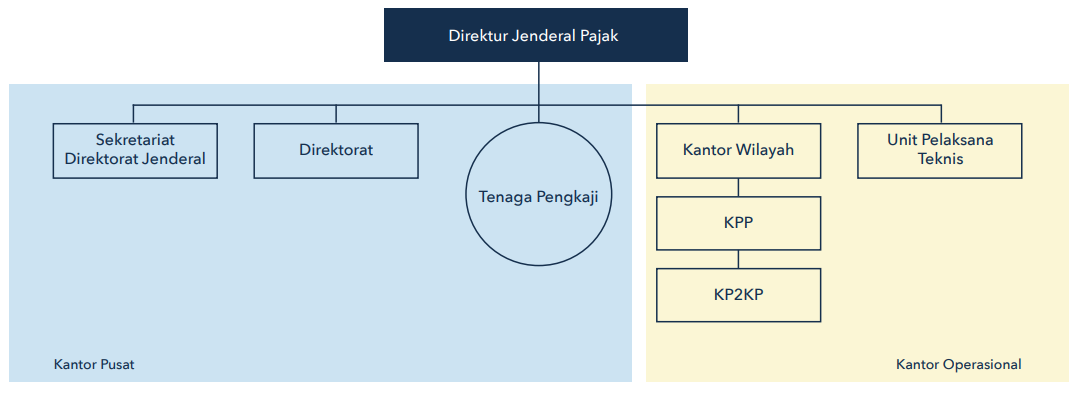 Direktur Jenderal Pajak
Sekretariat
Direktorat Jenderal
Direktorat
Tenaga Pengkaji
Kantor Wilayah
Unit Pelaksana
Teknis
KPP
KP2KP
Kantor Pusat
Kantor Operasional